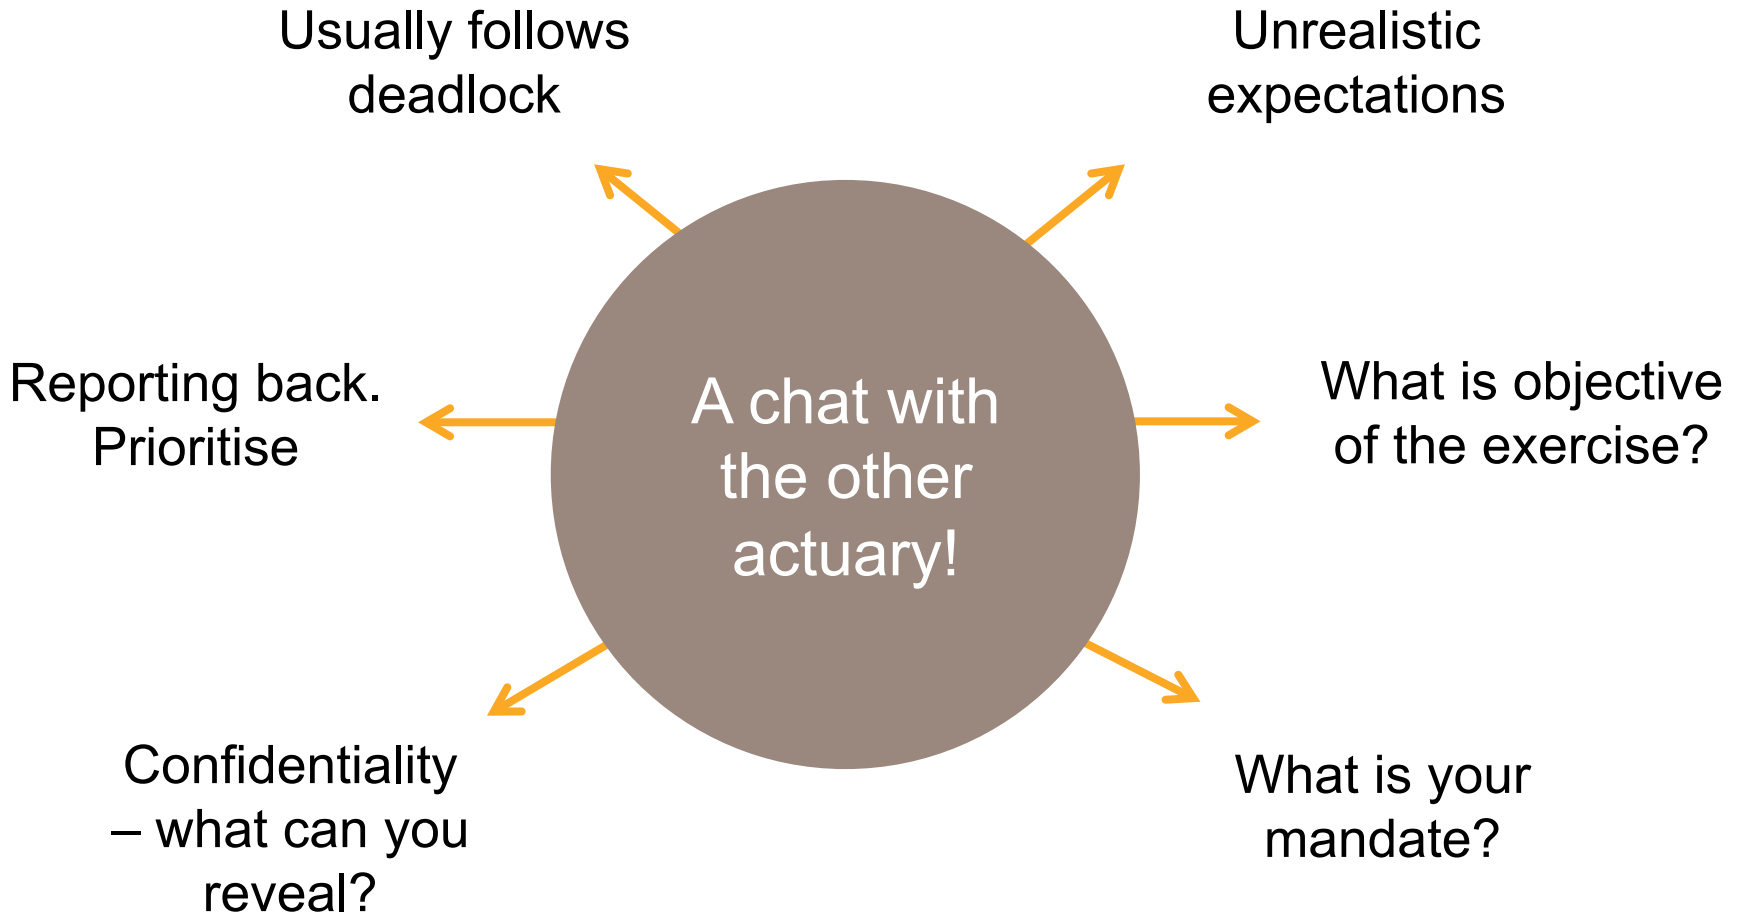 Usually follows
deadlock
Unrealistic
expectations
Reporting back.
Prioritise
A chat with
the other
actuary!
What is objective
of the exercise?
Confidentiality
– what can you
reveal?
What is your
mandate?